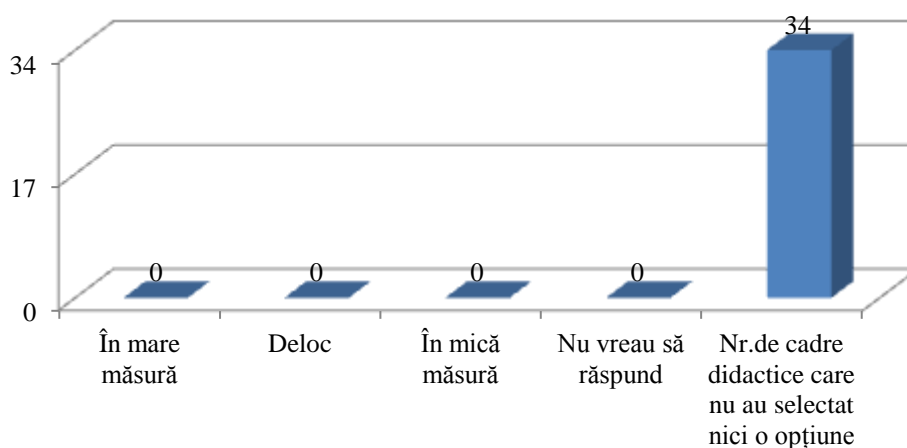 34
17
0
0
0
0
0
34
În mare
măsură
Deloc
În mică
măsură
Nu vreau să
răspund
Nr.de cadre
didactice care
nu au selectat
nici o opțiune